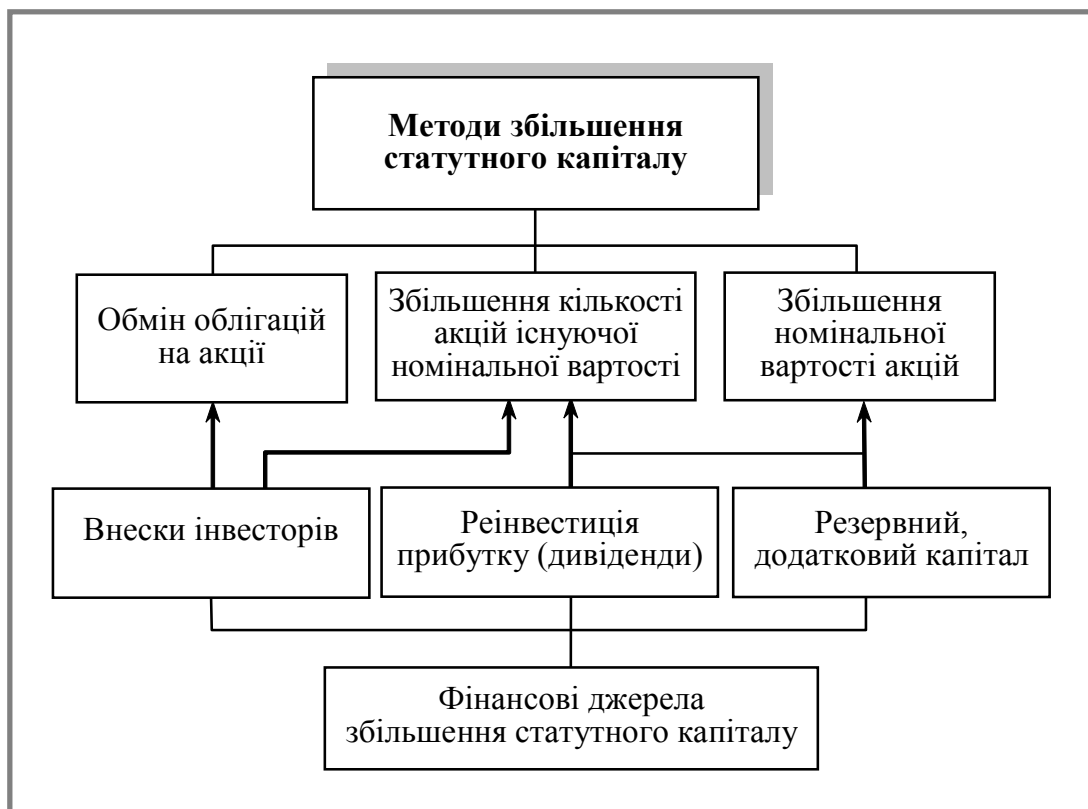 Методи збільшення
статутного капіталу
Обмін облігацій
на акції
Збільшення кількості
акцій існуючої
номінальної вартості
Збільшення
номінальної
вартості акцій
Внески інвесторів
Реінвестиція
прибутку (дивіденди)
Резервний,
додатковий капітал
Фінансові джерела
збільшення статутного капіталу